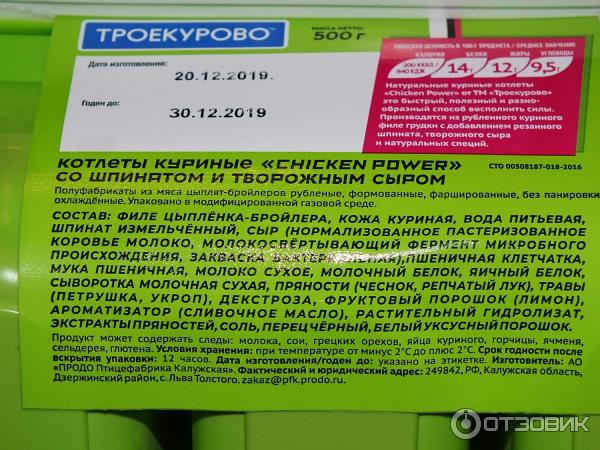 ТРОЕКУРОВО™
МАССА НЕТТО:
500 г
Дата изготовления:
20.12.2019.
Годен до:
30.12.2019
ПИЩЕВАЯ ЦЕННОСТЬ В 100 Г ПРОДУКТА / СРЕДНЕЕ ЗНАЧЕНИЕ
КАЛОРИИ БЕЛКИ ЖИРЫ УГЛЕВОДЫ
200 ККАЛ / 840 КДЖ 14 г 12 г 9,5 г
Натуральные куриные котлеты
«Chicken Power» от ТМ «Троекурово»
это быстрый, полезный и разно-
образный способ восполнить силы.
Производятся из рубленного куриного
филе грудки с добавлением резаного
шпината, творожного сыра
и натуральных специй.
КОТЛЕТЫ КУРИНЫЕ «CHICKEN POWER»
СО ШПИНАТОМ И ТВОРОЖНЫМ СЫРОМ
СТО 00508187-018-2016
Полуфабрикаты из мяса цыплят-бройлеров рубленые, формованные, фаршированные, без панировки
охлаждённые. Упаковано в модифицированной газовой среде.
СОСТАВ: ФИЛЕ ЦЫПЛЁНКА-БРОЙЛЕРА, КОЖА КУРИНАЯ, ВОДА ПИТЬЕВАЯ,
ШПИНАТ ИЗМЕЛЬЧЁННЫЙ, СЫР (НОРМАЛИЗОВАННОЕ ПАСТЕРИЗОВАННОЕ
КОРОВЬЕ МОЛОКО, МОЛОКОСВЁРТЫВАЮЩИЙ ФЕРМЕНТ МИКРОБНОГО
ПРОИСХОЖДЕНИЯ, ЗАКВАСКА ПШЕНИЧНАЯ КЛЕТЧАТКА,
МУКА ПШЕНИЧНАЯ, МОЛОКО СУХОЕ, МОЛОЧНЫЙ БЕЛОК, ЯИЧНЫЙ БЕЛОК,
СЫВОРОТКА МОЛОЧНАЯ СУХАЯ, ПРЯНОСТИ (ЧЕСНОК, РЕПЧАТЫЙ ЛУК), ТРАВЫ
(ПЕТРУШКА, УКРОП), ДЕКСТРОЗА, ФРУКТОВЫЙ ПОРОШОК (ЛИМОН),
АРОМАТИЗАТОР (СЛИВОЧНОЕ МАСЛО), РАСТИТЕЛЬНЫЙ ГИДРОЛИЗАТ,
ЭКСТРАКТЫ ПРЯНОСТЕЙ, СОЛЬ, ПЕРЕЦ ЧЁРНЫЙ, БЕЛЫЙ УКСУСНЫЙ ПОРОШОК.
Продукт может содержать следы: молока, сои, грецких орехов, яйца куриного, горчицы, ячменя,
сельдерея, глютена. Условия хранения: при температуре от минус 2°С до плюс 2°С. Срок годности после
вскрытия упаковки: 12 часов. Дата изготовления/годен до: указано на этикетке. Изготовитель: АО
«ПРОДО Птицефабрика Калужская». Фактический и юридический адрес: 249842, РФ, Калужская область,
Дзержинский район, с. Льва Толстого. zakaz@pfk.prodo.ru.
ОТЗОВИК